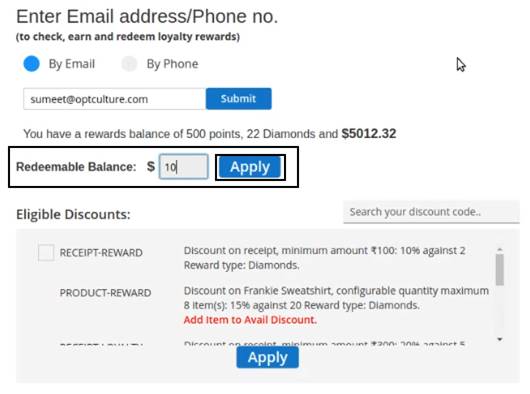 Enter Email address/Phone no.
(to check, earn and redeem loyalty rewards)
By Email By Phone
sumeet@optculture.com Submit
You have a rewards balance of 500 points, 22 Diamonds and $5012.32
Redeemable Balance: $ 10 Apply
Eligible Discounts: Search your discount code..
RECEIPT-REWARD Discount on receipt, minimum amount ₹100: 10% against 2
Reward type: Diamonds.
PRODUCT-REWARD Discount on Frankie Sweatshirt, configurable quantity maximum
8 item(s): 15% against 20 Reward type: Diamonds.
Add Item to Avail Discount.
Discount on receipt, minimum amount ₹300: 20% against 5
Apply